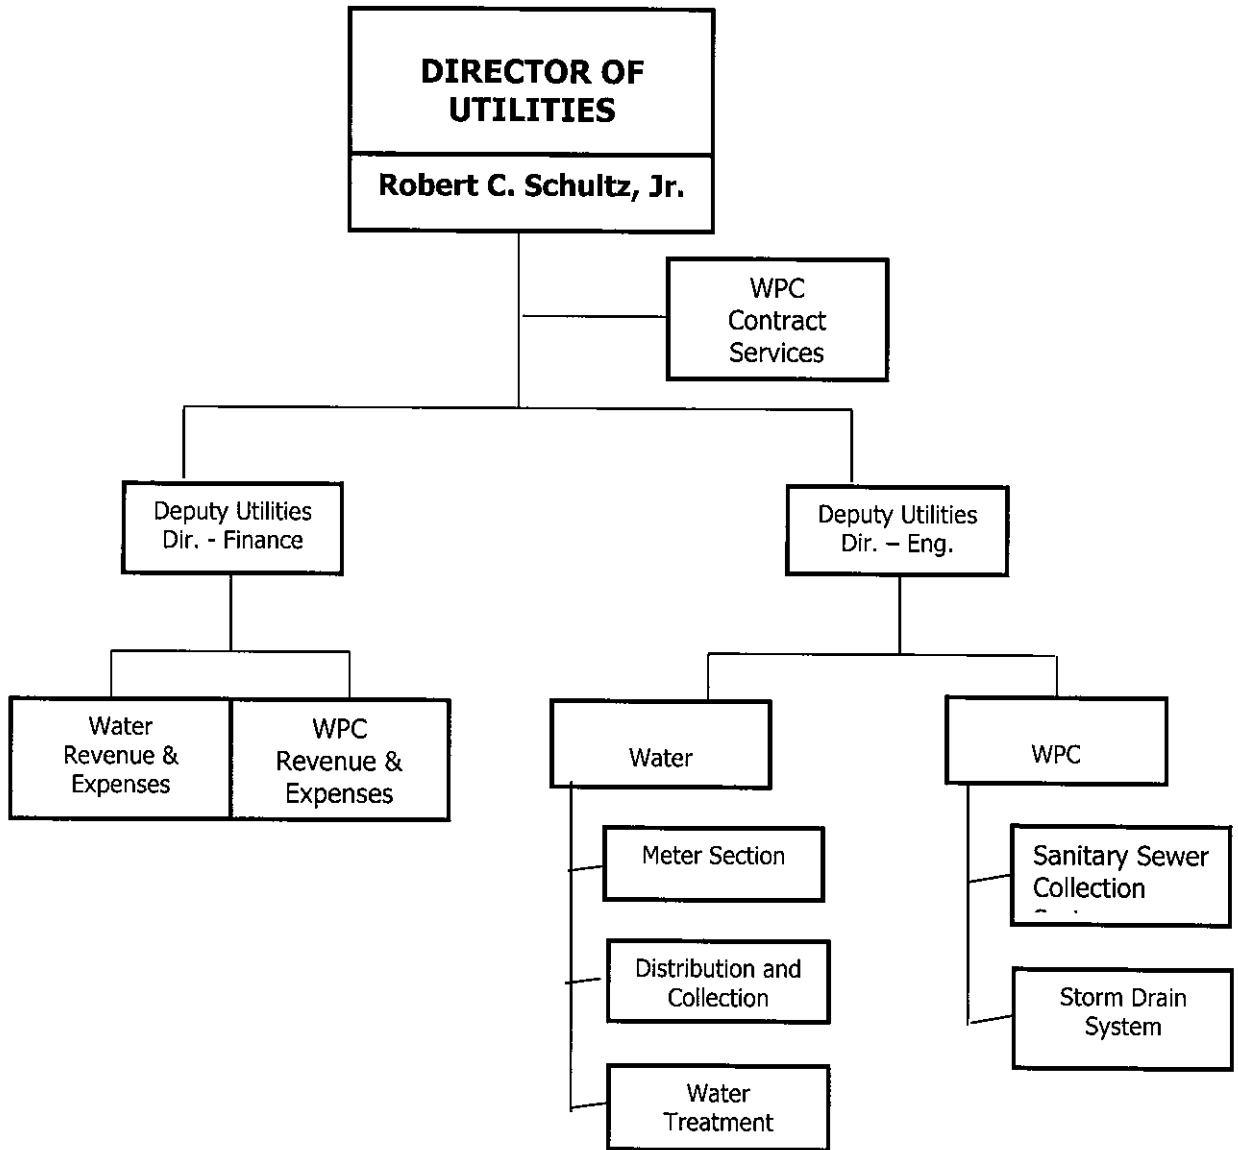 DIRECTOR OF
UTILITIES
Robert C. Schultz, Jr.
WPC
Contract
Services
Deputy Utilities
Dir. - Finance
Deputy Utilities
Dir. – Eng.
Water
Revenue &
Expenses
WPC
Revenue &
Expenses
Water
WPC
Meter Section
Distribution and
Collection
Water
Treatment
Sanitary Sewer
Collection
Storm Drain
System